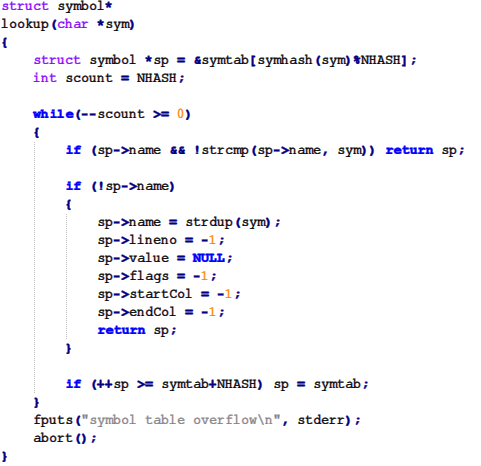 struct symbol*
lookup(char *sym)
{
    struct symbol *sp = &symtab[symhash(sym)%NHASH];
    int scount = NHASH;

    while(--scount >= 0)
    {
        if (sp->name && !strcmp(sp->name, sym)) return sp;

        if (!sp->name)
        {
            sp->name = strdup(sym);
            sp->lineno = -1;
            sp->value = NULL;
            sp->flags = -1;
            sp->startCol = -1;
            sp->endCol = -1;
            return sp;
        }

        if (++sp >= symtab+NHASH) sp = symtab;
    }
    fputs("symbol table overflow\n", stderr);
    abort();
}